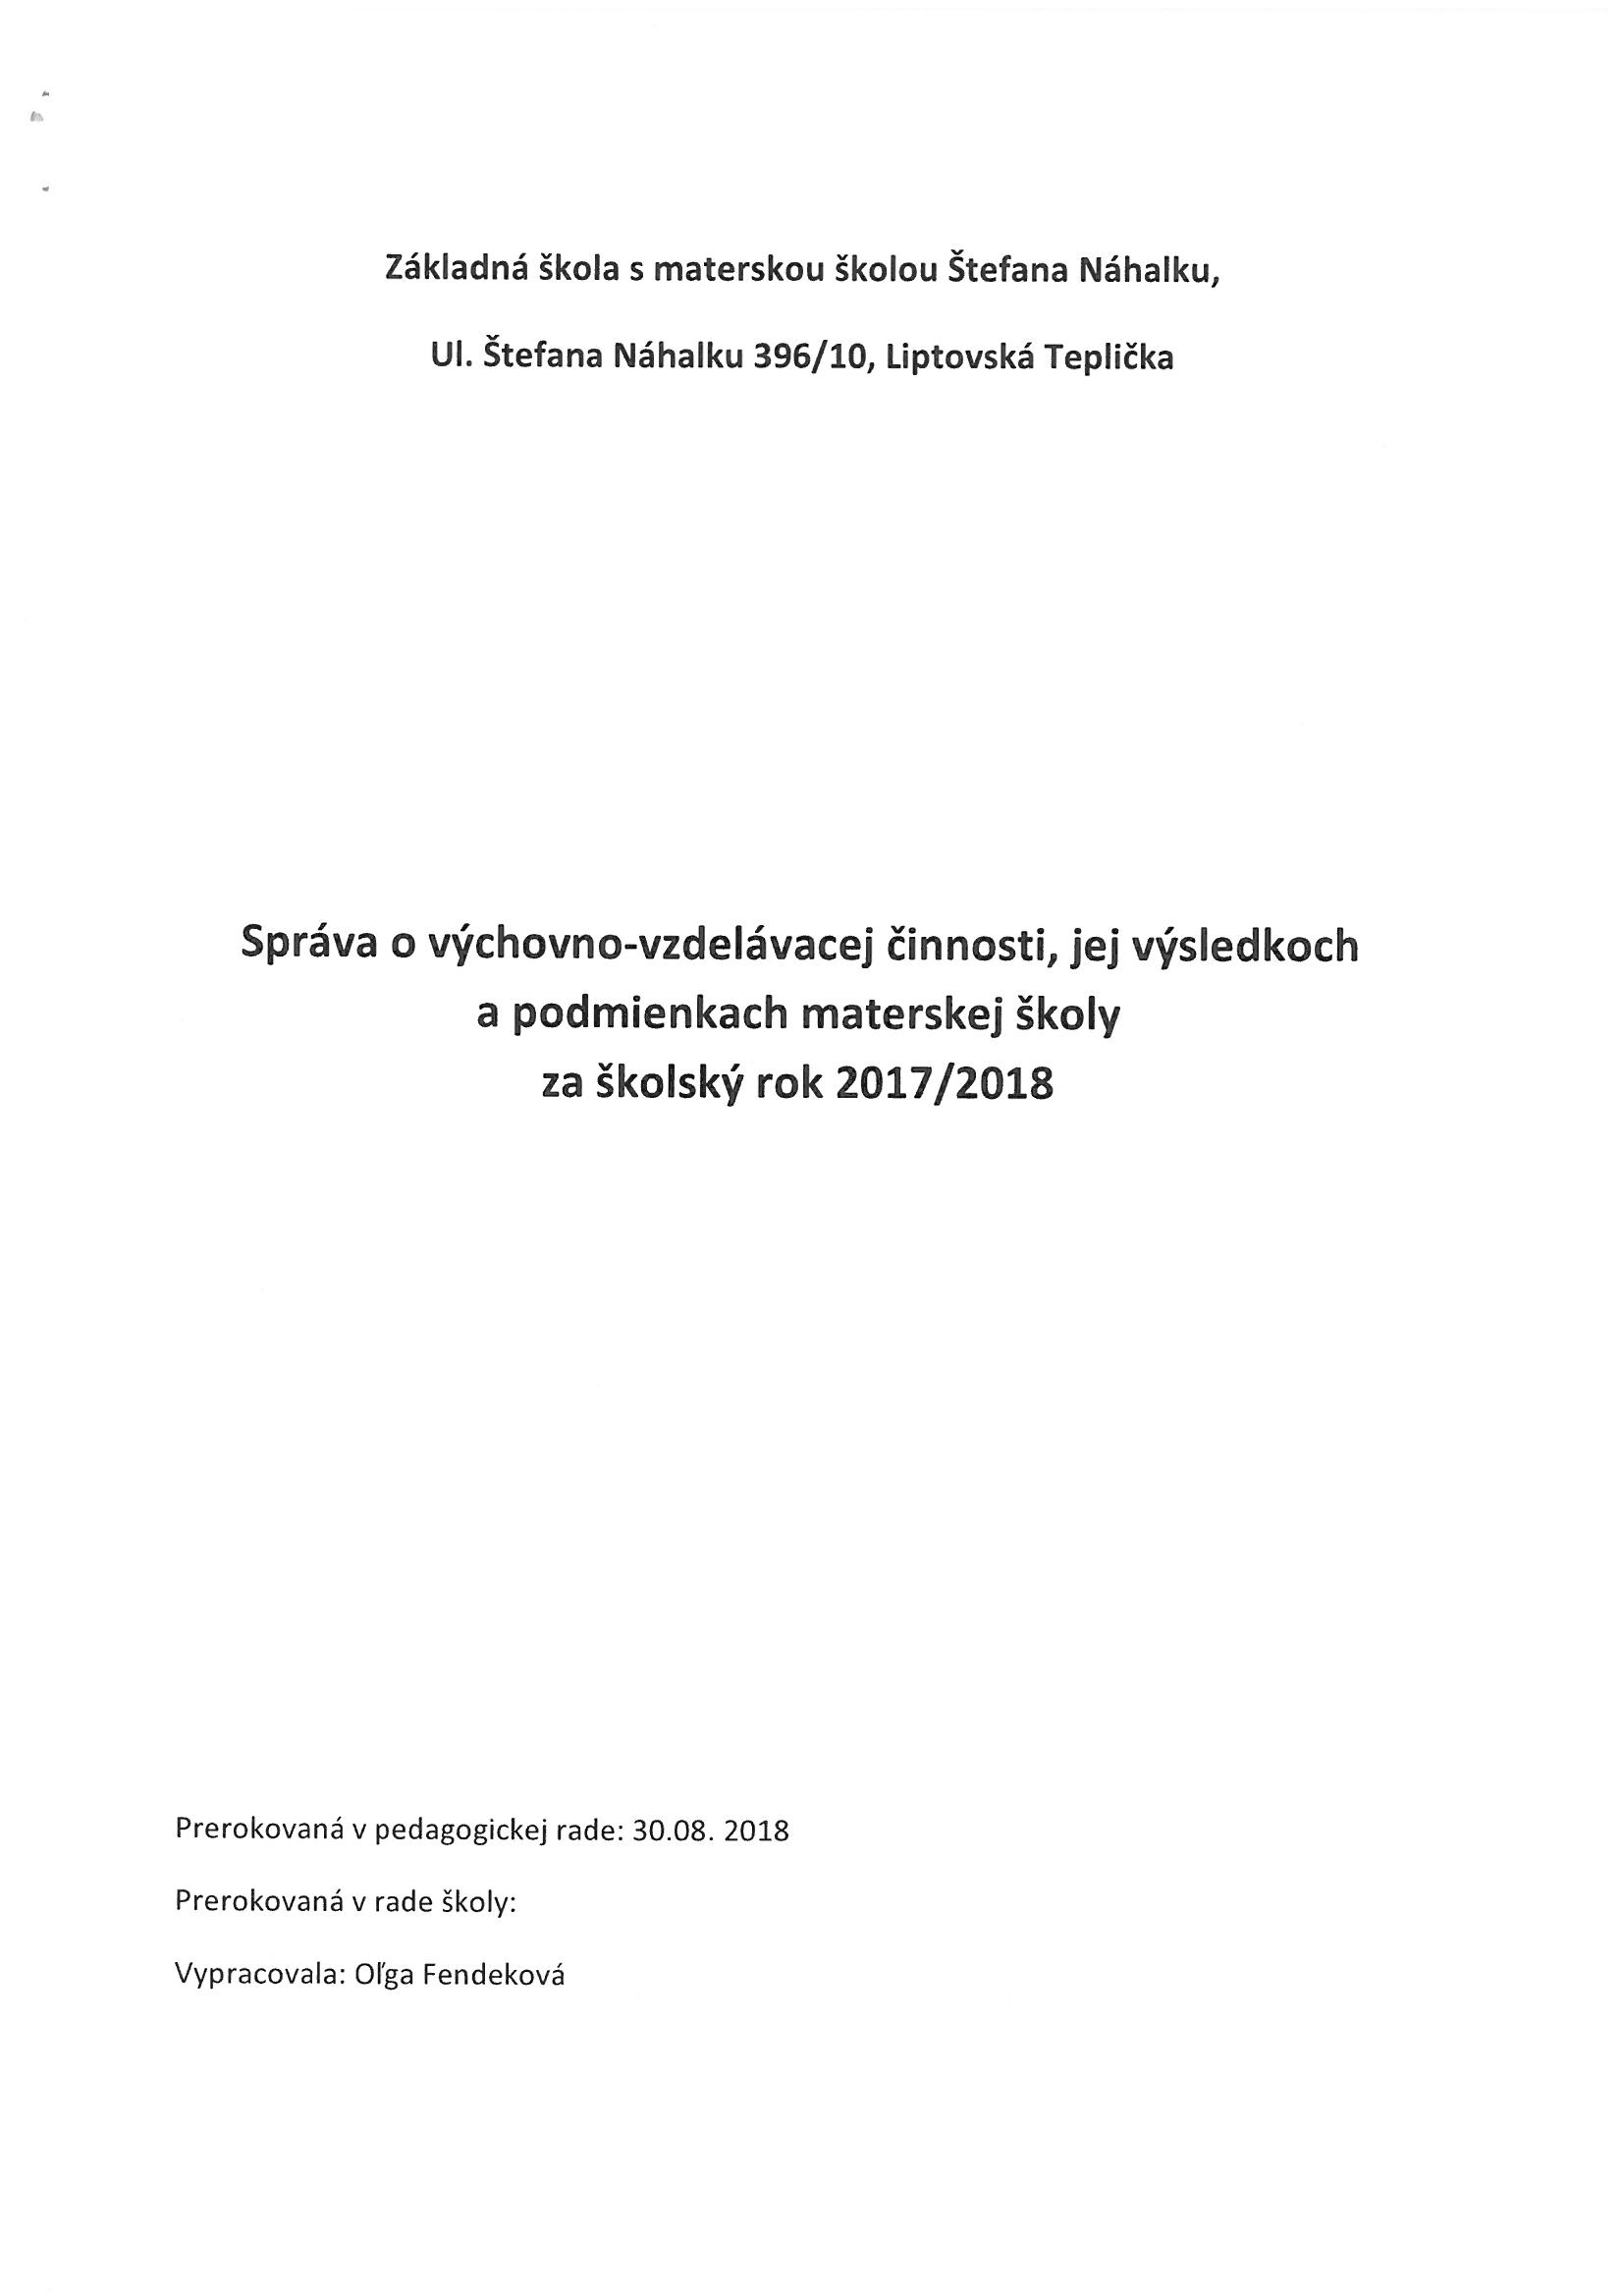 Základná škola s materskou školou Štefana Náhalku,
Ul. Štefana Náhalku 396/10, Liptovská Teplička
Správa o výchovno-vzdelávacej činnosti, jej výsledkoch
a podmienkach materskej školy
za školský rok 2017/2018
Prerokovaná v pedagogickej rade: 30.08. 2018
Prerokovaná v rade školy:
Vypracovala: Oľga Fendeková